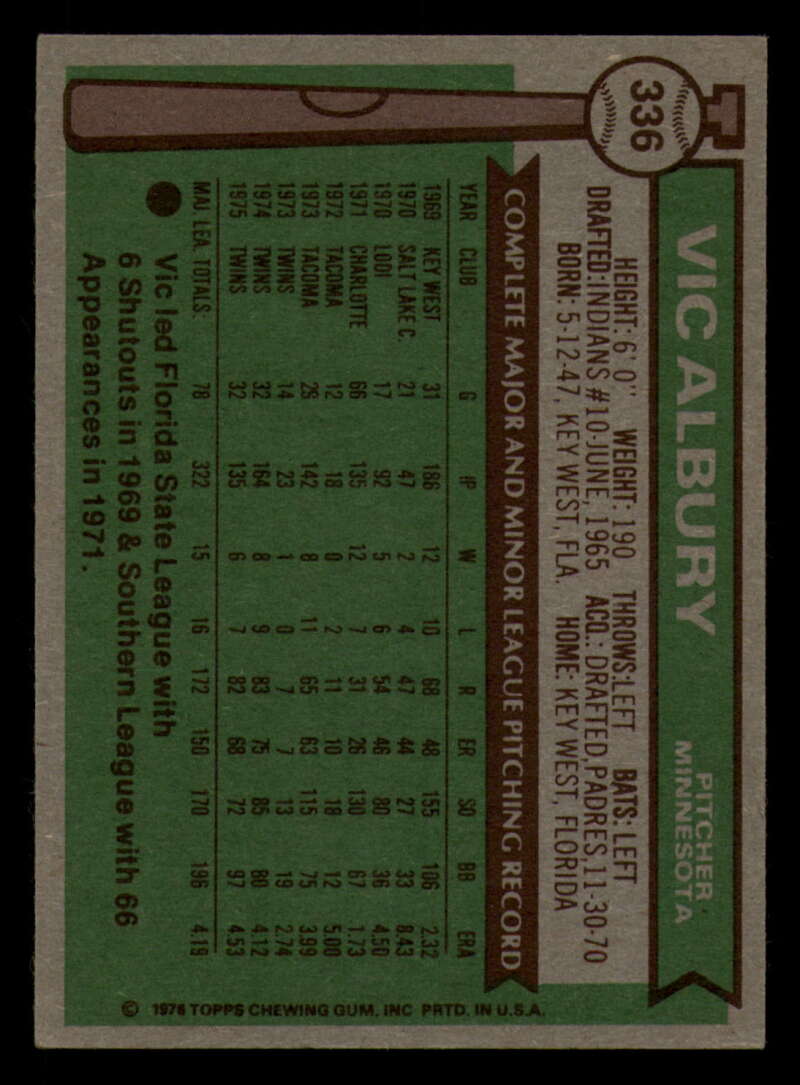 336
VIC ALBURY
PITCHER
MINNESOTA
HEIGHT: 6' 0" WEIGHT: 190 THROWS: LEFT BATS: LEFT
DRAFTED: INDIANS #10-JUNE, 1965 ACQ.: DRAFTED, PADRES, 11-30-70
BORN: 5-12-47, KEY WEST, FLA. HOME: KEY WEST, FLORIDA
COMPLETE MAJOR AND MINOR LEAGUE PITCHING RECORD
YEAR CLUB G IP W L R ER SO BB ERA
1969 KEY WEST 31 186 12 10 68 48 155 106 2.32
1970 SALT LAKE C. 21 47 2 4 47 44 27 33 8.43
1970 LODI 17 92 5 6 54 46 80 36 4.50
1971 CHARLOTTE 66 135 12 7 31 26 130 67 1.73
1972 TACOMA 12 18 0 2 11 10 18 12 5.00
1973 TACOMA 29 142 8 11 65 63 115 75 3.99
1973 TWINS 14 23 1 0 7 7 13 19 2.74
1974 TWINS 32 164 8 9 83 75 85 80 4.12
1975 TWINS 32 135 6 7 82 68 72 97 4.53
MAJ. LEA. TOTALS: 78 322 15 16 172 150 170 196 4.19
Vic led Florida State League with
6 Shutouts in 1969 & Southern League with 66
Appearances in 1971.
© 1976 TOPPS CHEWING GUM, INC PRTD. IN U.S.A.